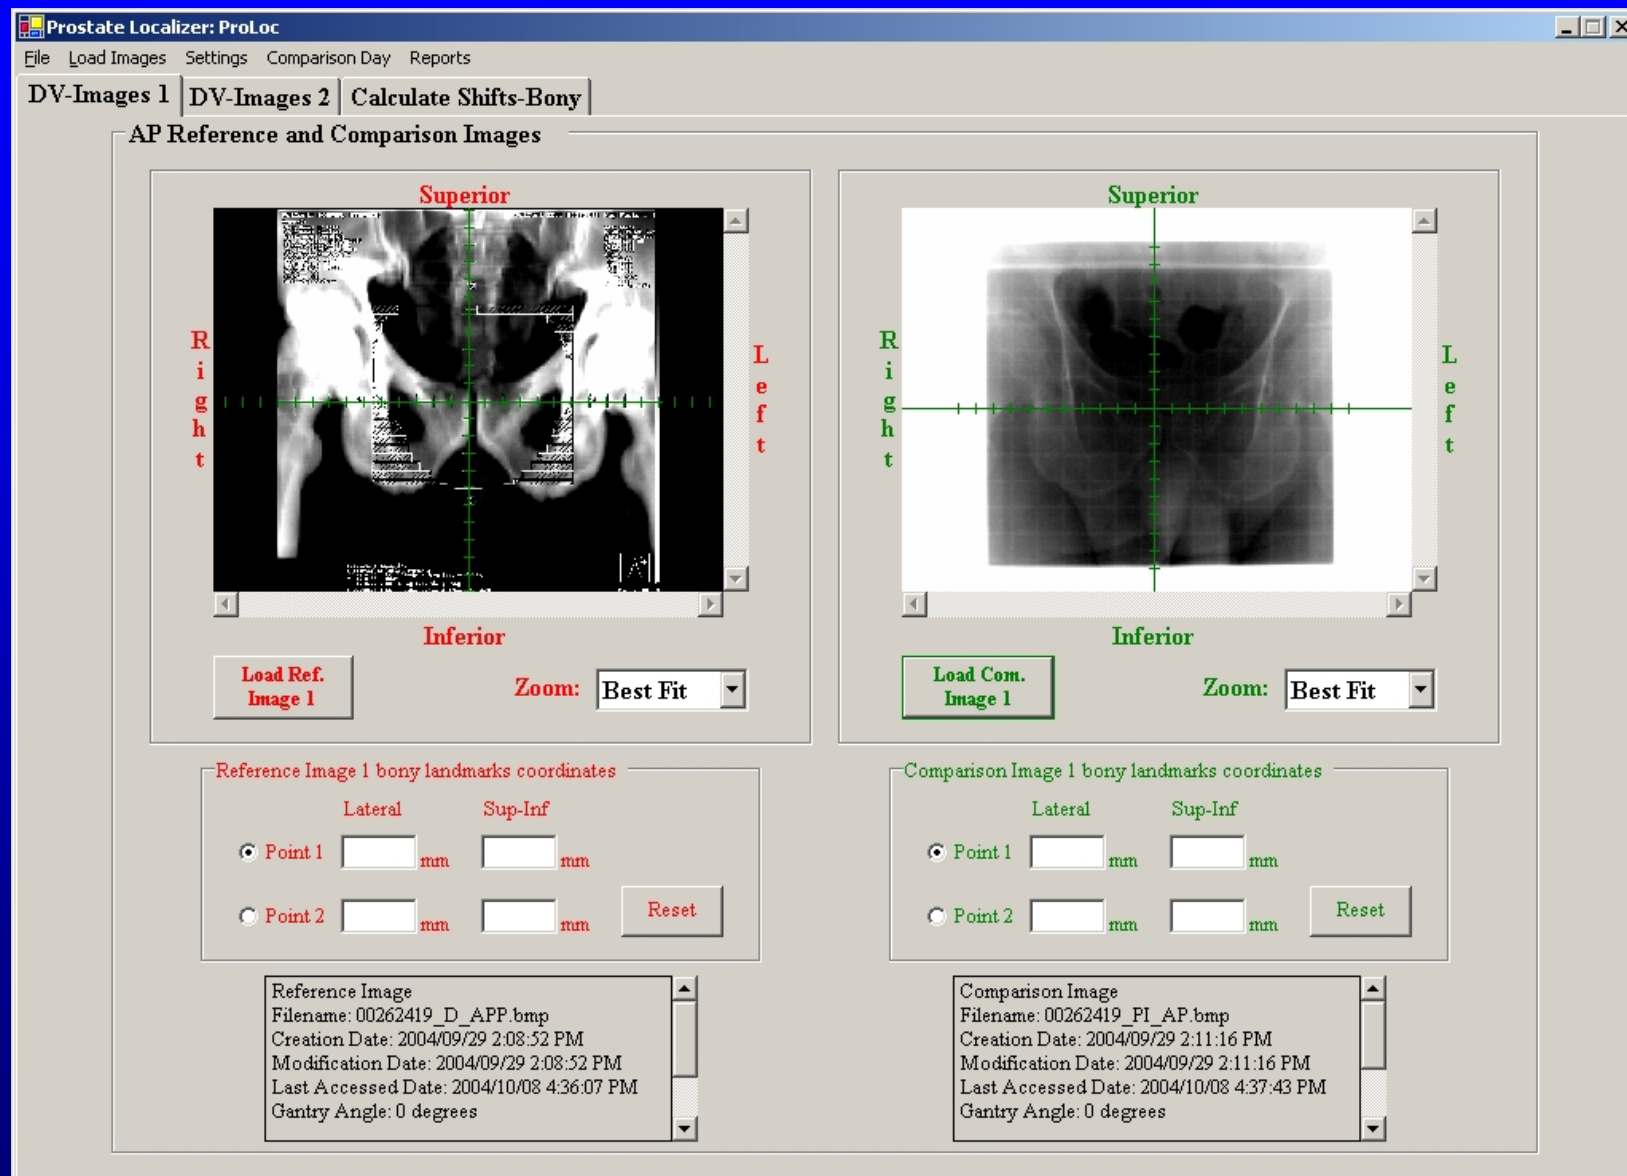 Prostate Localizer: ProLoc
File Load Images Settings Comparison Day Reports
DV-Images 1 DV-Images 2 Calculate Shifts-Bony
AP Reference and Comparison Images
Superior
Right
Left
Inferior
Load Ref.
Image 1
Zoom: Best Fit
Superior
Right
Left
Inferior
Load Com.
Image 1
Zoom: Best Fit
Reference Image 1 bony landmarks coordinates
Lateral Sup-Inf
Point 1 mm mm
Point 2 mm mm
Reset
Comparison Image 1 bony landmarks coordinates
Lateral Sup-Inf
Point 1 mm mm
Point 2 mm mm
Reset
Reference Image
Filename: 00262419_D_APP.bmp
Creation Date: 2004/09/29 2:08:52 PM
Modification Date: 2004/09/29 2:08:52 PM
Last Accessed Date: 2004/10/08 4:36:07 PM
Gantry Angle: 0 degrees
Comparison Image
Filename: 00262419_PI_AP.bmp
Creation Date: 2004/09/29 2:11:16 PM
Modification Date: 2004/09/29 2:11:16 PM
Last Accessed Date: 2004/10/08 4:37:43 PM
Gantry Angle: 0 degrees